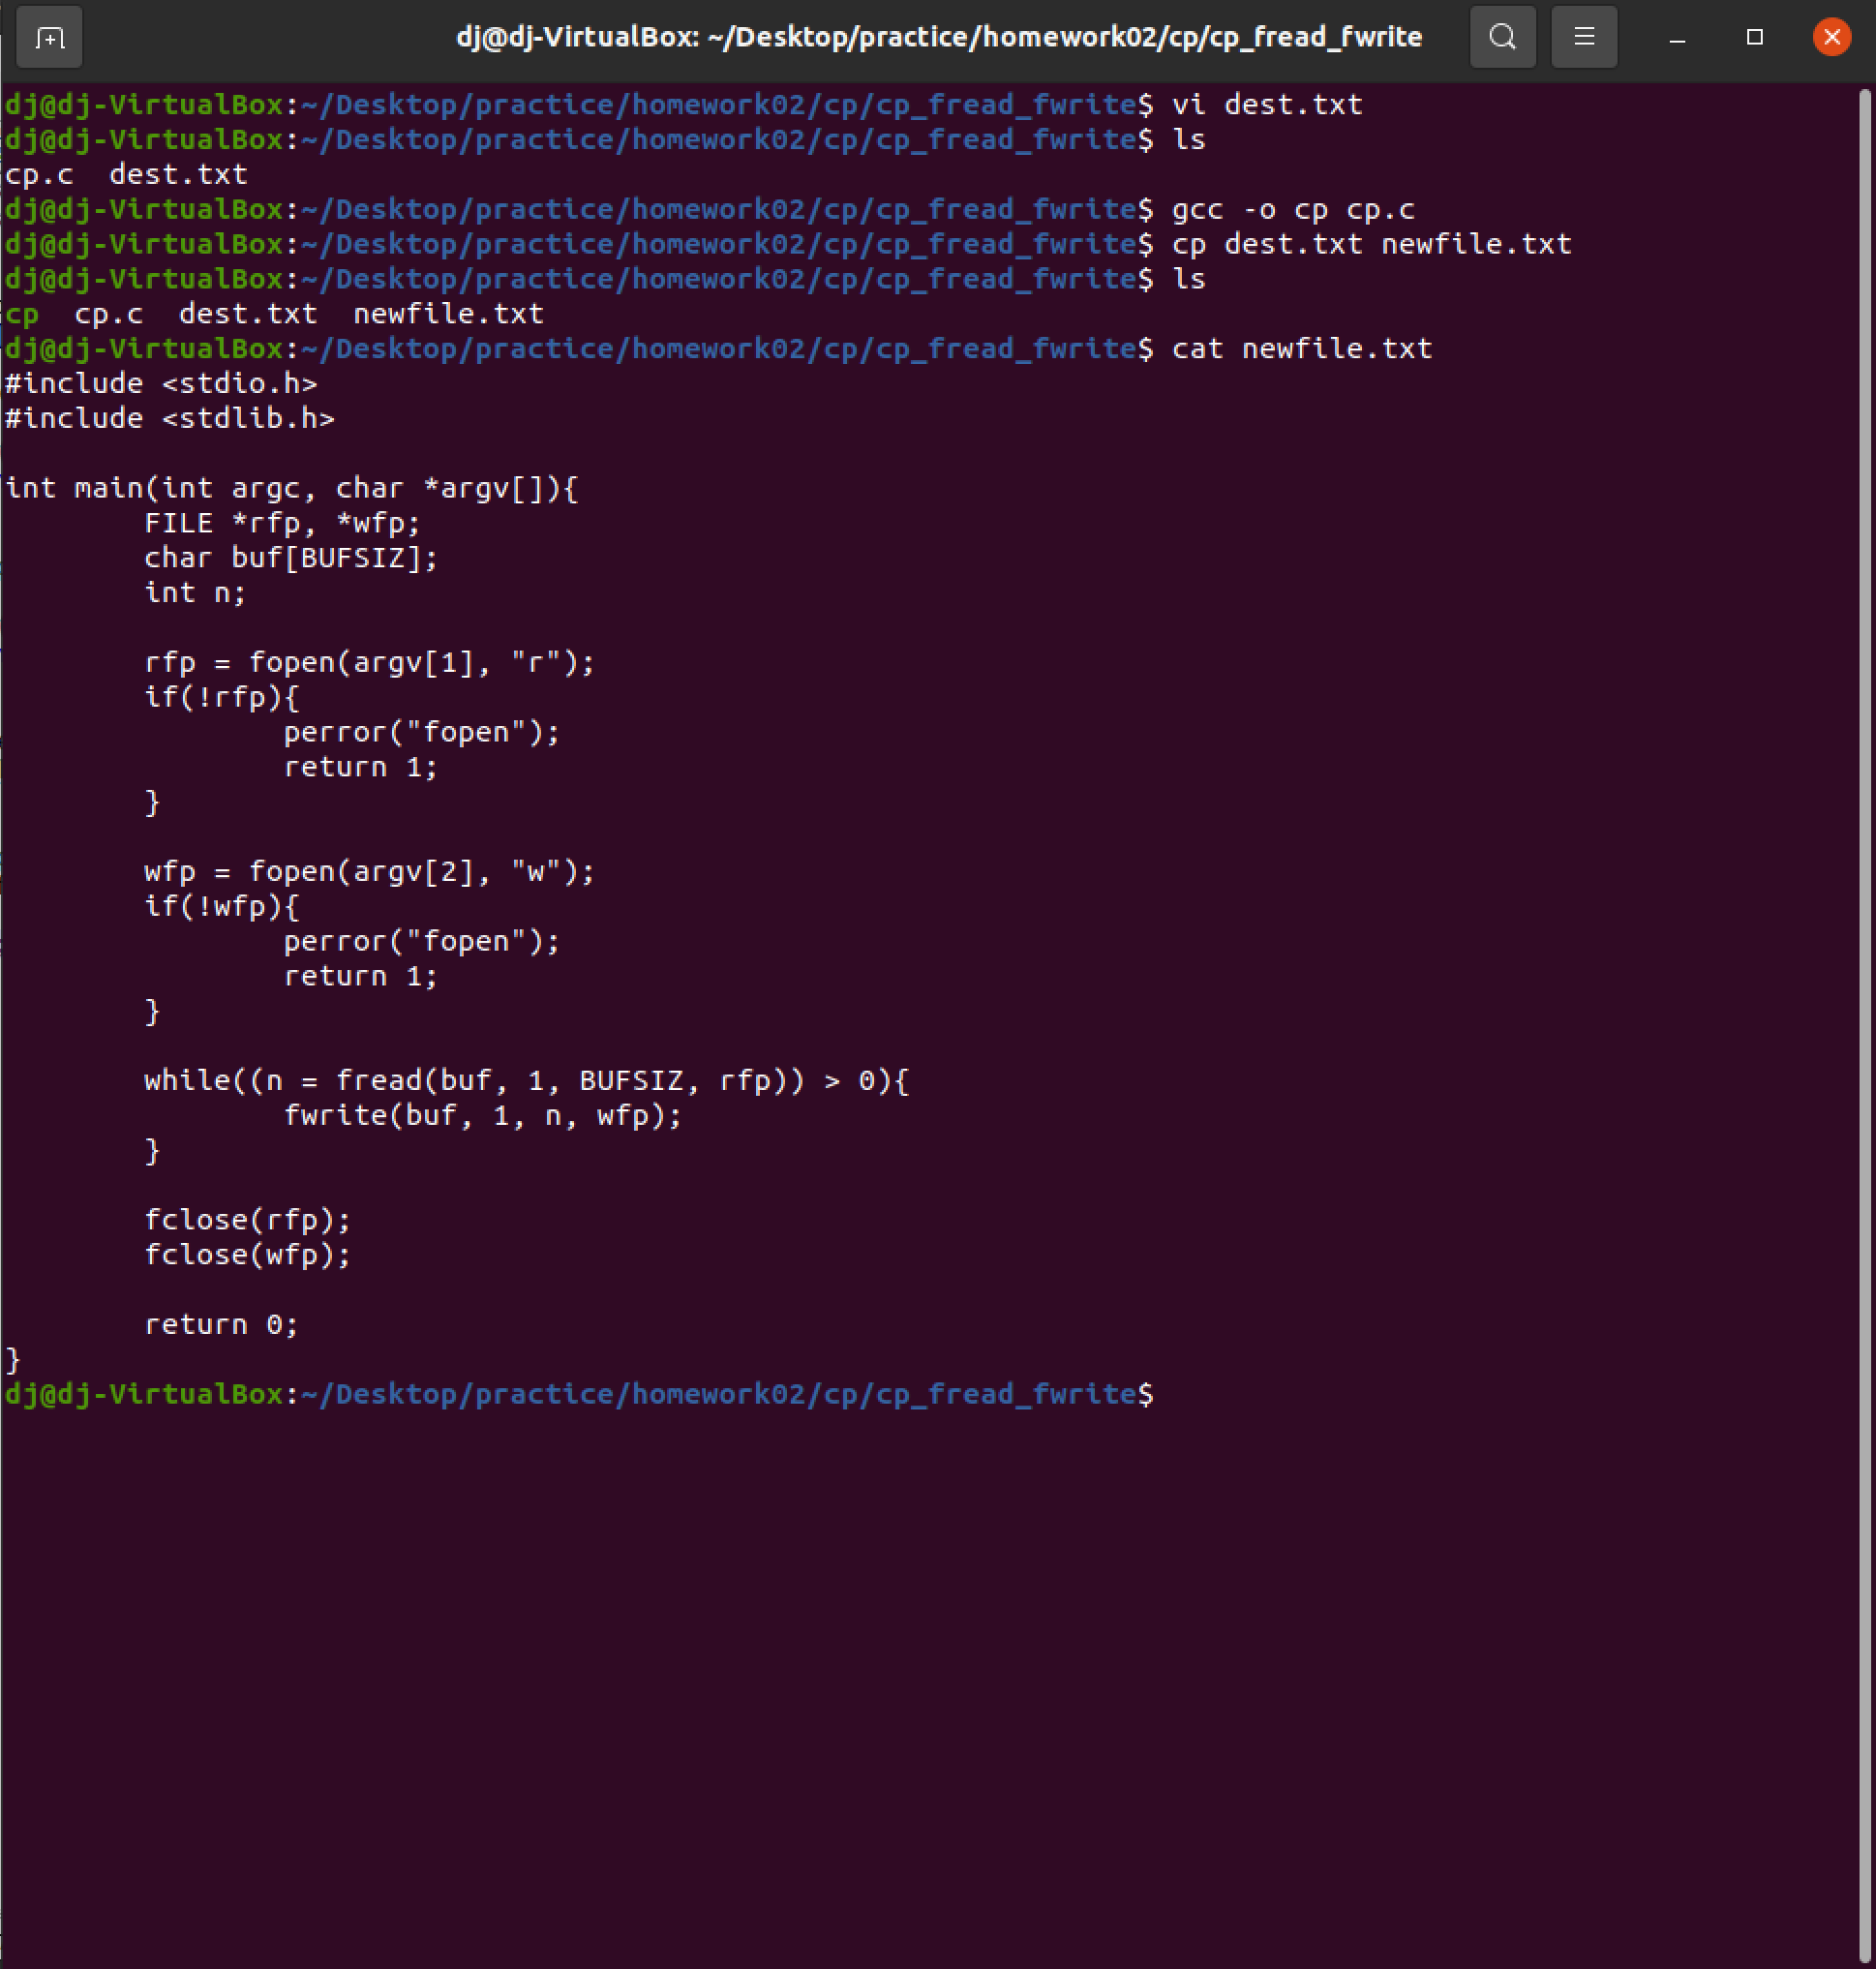 dj@dj-VirtualBox: ~/Desktop/practice/homework02/cp/cp_fread_fwrite
dj@dj-VirtualBox:~/Desktop/practice/homework02/cp/cp_fread_fwrite$ vi dest.txt
dj@dj-VirtualBox:~/Desktop/practice/homework02/cp/cp_fread_fwrite$ ls
cp.c  dest.txt
dj@dj-VirtualBox:~/Desktop/practice/homework02/cp/cp_fread_fwrite$ gcc -o cp cp.c
dj@dj-VirtualBox:~/Desktop/practice/homework02/cp/cp_fread_fwrite$ cp dest.txt newfile.txt
dj@dj-VirtualBox:~/Desktop/practice/homework02/cp/cp_fread_fwrite$ ls
cp  cp.c  dest.txt  newfile.txt
dj@dj-VirtualBox:~/Desktop/practice/homework02/cp/cp_fread_fwrite$ cat newfile.txt
#include <stdio.h>
#include <stdlib.h>

int main(int argc, char *argv[]){
        FILE *rfp, *wfp;
        char buf[BUFSIZ];
        int n;

        rfp = fopen(argv[1], "r");
        if(!rfp){
                perror("fopen");
                return 1;
        }

        wfp = fopen(argv[2], "w");
        if(!wfp){
                perror("fopen");
                return 1;
        }

        while((n = fread(buf, 1, BUFSIZ, rfp)) > 0){
                fwrite(buf, 1, n, wfp);
        }

        fclose(rfp);
        fclose(wfp);

        return 0;
}
dj@dj-VirtualBox:~/Desktop/practice/homework02/cp/cp_fread_fwrite$